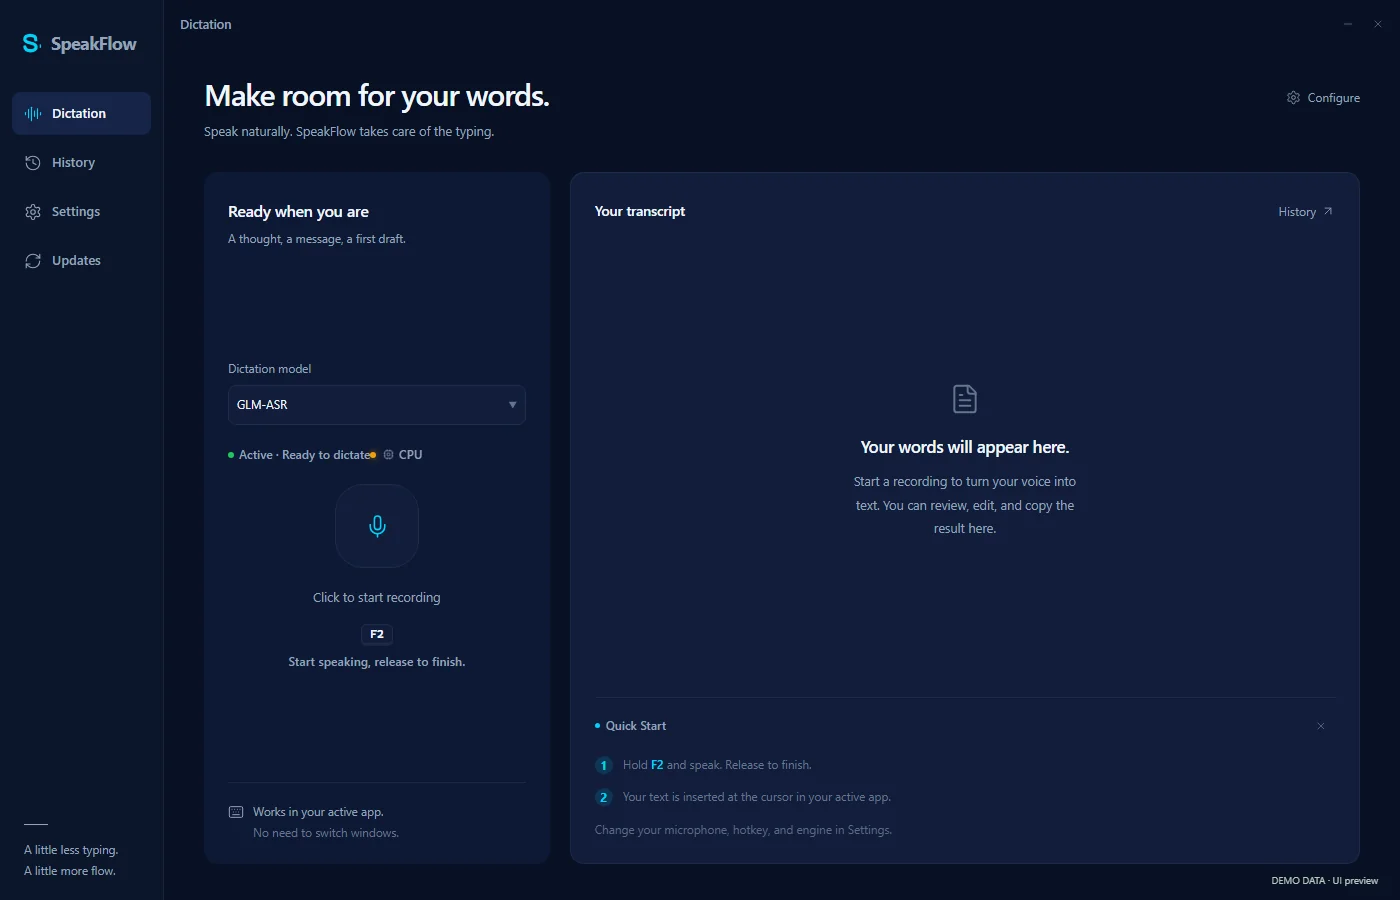 SpeakFlow
Dictation
History
Settings
Updates
A little less typing.
A little more flow.
Dictation
Make room for your words.
Speak naturally. SpeakFlow takes care of the typing.
Configure
Ready when you are
A thought, a message, a first draft.
Dictation model
GLM-ASR
Active · Ready to dictate CPU
Click to start recording
F2
Start speaking, release to finish.
Works in your active app.
No need to switch windows.
Your transcript
History
Your words will appear here.
Start a recording to turn your voice into
text. You can review, edit, and copy the
result here.
Quick Start
1 Hold F2 and speak. Release to finish.
2 Your text is inserted at the cursor in your active app.
Change your microphone, hotkey, and engine in Settings.
DEMO DATA · UI preview